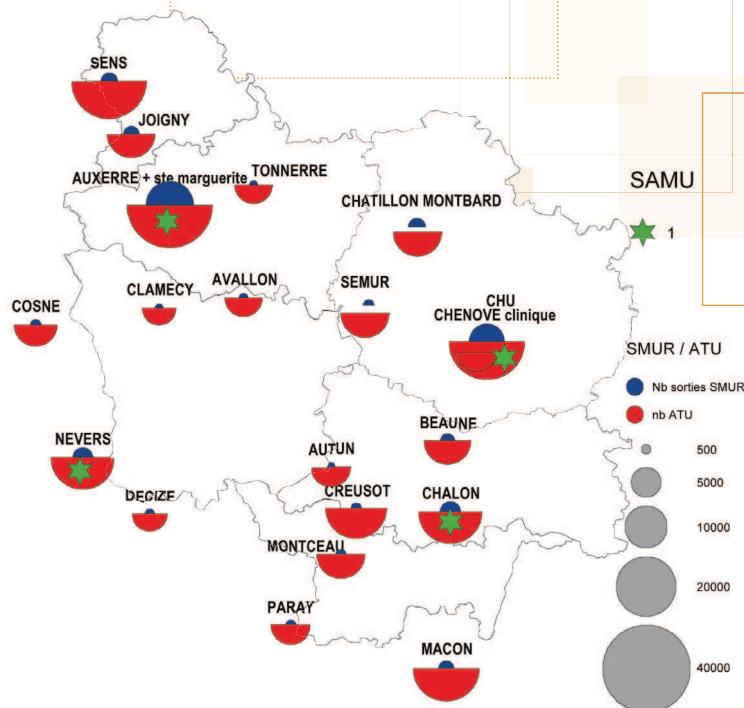 SENS
JOIGNY
AUXERRE + ste marguerite
TONNERRE
CHATILLON MONTBARD
SAMU
1
COSNE
CLAMECY
AVALLON
SEMUR
CHU
CHENOVE clinique
SMUR / ATU
Nb sorties SMUR
nb ATU
NEVERS
DECIZE
AUTUN
BEAUNE
CREUSOT
CHALON
MONTCEAU
PARAY
MACON
500
5000
10000
20000
40000